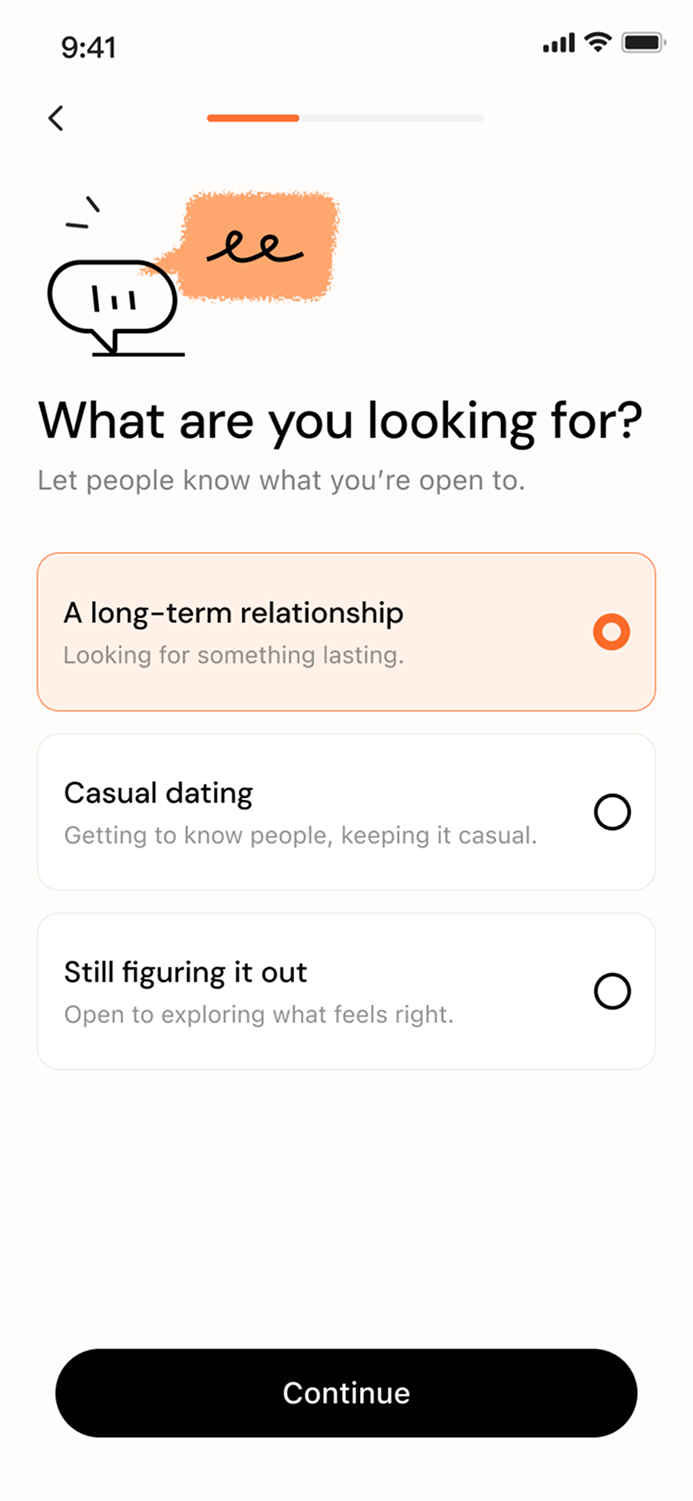 9:41
What are you looking for?
Let people know what you’re open to.
A long-term relationship
Looking for something lasting.
Casual dating
Getting to know people, keeping it casual.
Still figuring it out
Open to exploring what feels right.
Continue